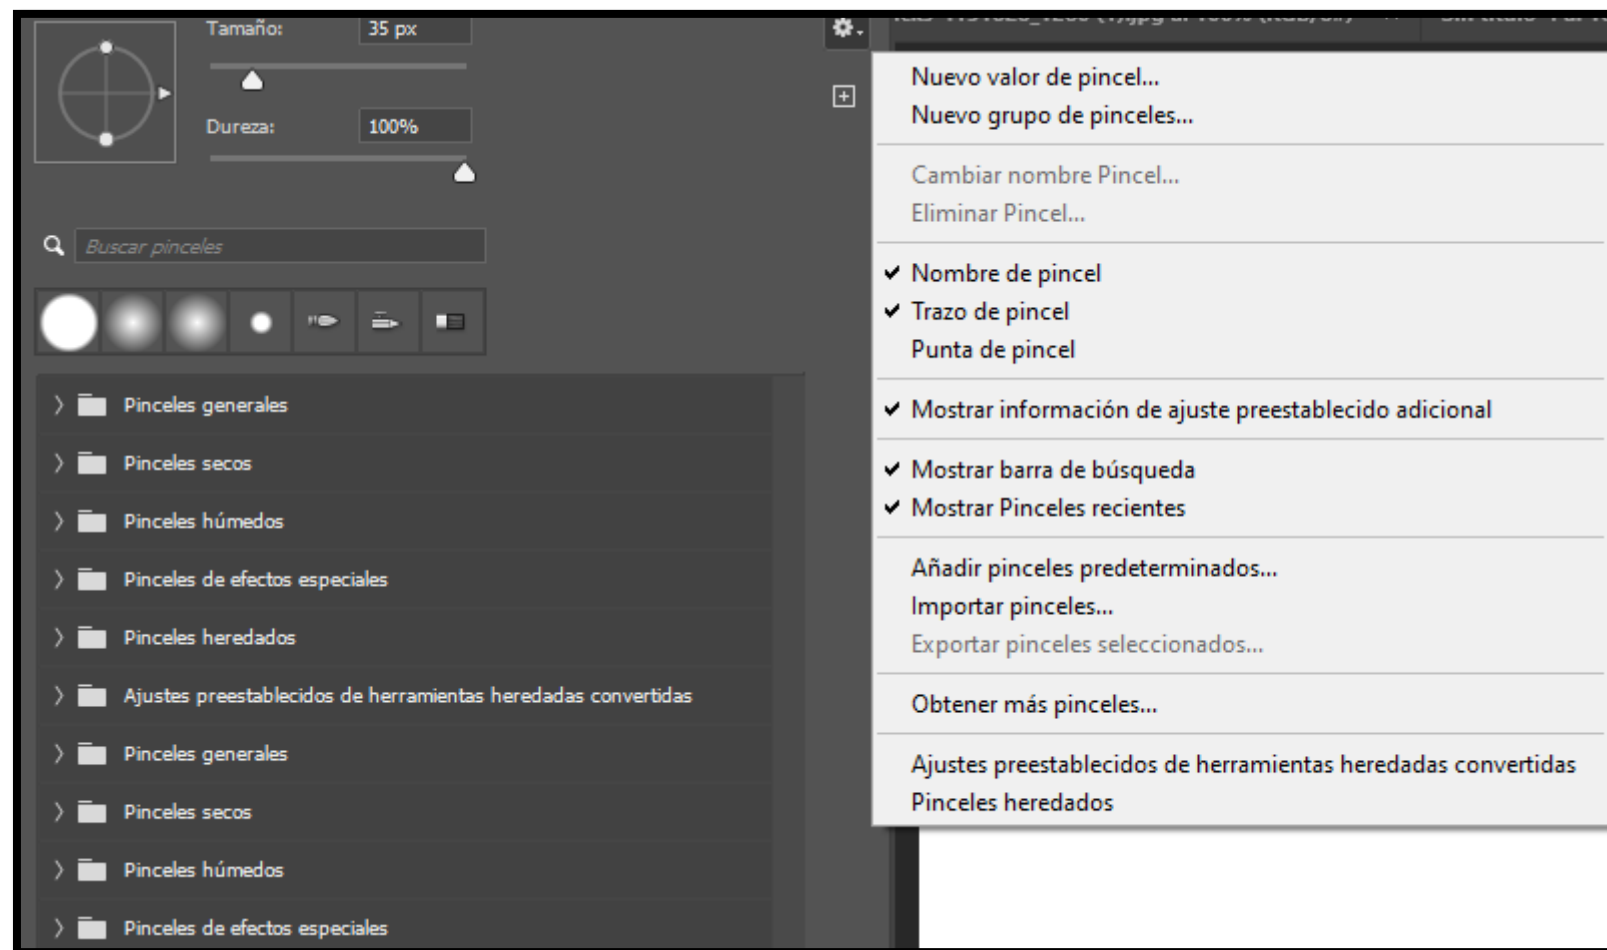 Tamaño: 35 px
Dureza: 100%
Buscar pinceles
Pinceles generales
Pinceles secos
Pinceles húmedos
Pinceles de efectos especiales
Pinceles heredados
Ajustes preestablecidos de herramientas heredadas convertidas
Pinceles generales
Pinceles secos
Pinceles húmedos
Pinceles de efectos especiales
Nuevo valor de pincel...
Nuevo grupo de pinceles...
Cambiar nombre Pincel...
Eliminar Pincel...
Nombre de pincel
Trazo de pincel
Punta de pincel
Mostrar información de ajuste preestablecido adicional
Mostrar barra de búsqueda
Mostrar Pinceles recientes
Añadir pinceles predeterminados...
Importar pinceles...
Exportar pinceles seleccionados...
Obtener más pinceles...
Ajustes preestablecidos de herramientas heredadas convertidas
Pinceles heredados